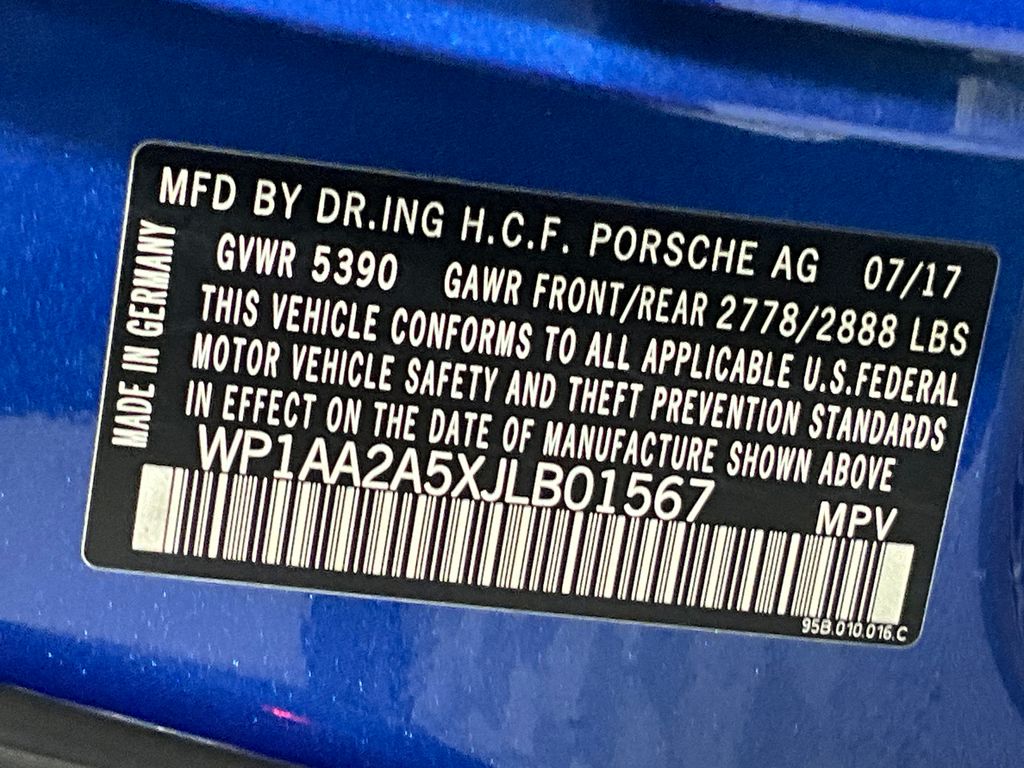 MFD BY DR.ING H.C.F. PORSCHE AG 07/17
GVWR 5390 GAWR FRONT/REAR 2778/2888 LBS
THIS VEHICLE CONFORMS TO ALL APPLICABLE U.S.FEDERAL
MOTOR VEHICLE SAFETY AND THEFT PREVENTION STANDARDS
IN EFFECT ON THE DATE OF MANUFACTURE SHOWN ABOVE
WP1AA2A5XJLB01567 MPV
95B.010.016.C
MADE IN GERMANY